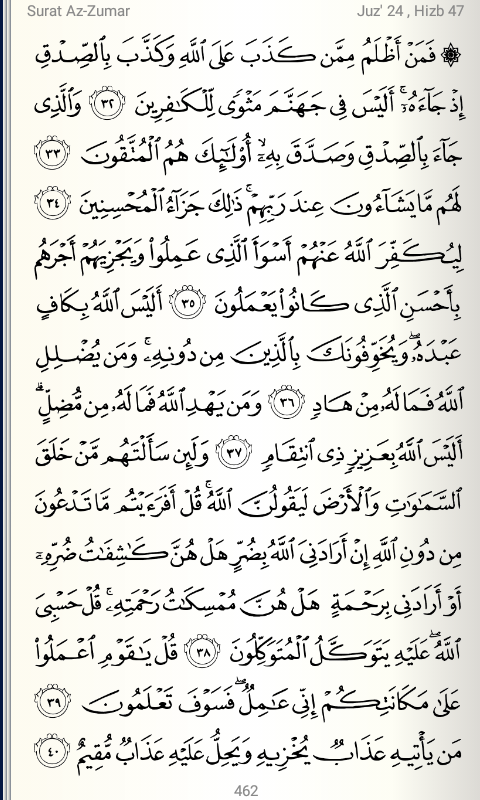 Surat Az-Zumar Juz' 24 , Hizb 47
۞ فَمَنْ أَظْلَمُ مِمَّن كَذَبَ عَلَى ٱللَّهِ وَكَذَّبَ بِٱلصِّدْقِ
إِذْ جَآءَهُۥٓ ۚ أَلَيْسَ فِى جَهَنَّمَ مَثْوًى لِّلْكَـٰفِرِينَ ٣٢ وَٱلَّذِى
جَآءَ بِٱلصِّدْقِ وَصَدَّقَ بِهِۦٓ ۙ أُو۟لَـٰٓئِكَ هُمُ ٱلْمُتَّقُونَ ٣٣
لَهُم مَّا يَشَآءُونَ عِندَ رَبِّهِمْ ۚ ذَٰلِكَ جَزَآءُ ٱلْمُحْسِنِينَ ٣٤
لِيُكَفِّرَ ٱللَّهُ عَنْهُمْ أَسْوَأَ ٱلَّذِى عَمِلُوا۟ وَيَجْزِيَهُمْ أَجْرَهُم
بِأَحْسَنِ ٱلَّذِى كَانُوا۟ يَعْمَلُونَ ٣٥ أَلَيْسَ ٱللَّهُ بِكَافٍ
عَبْدَهُۥ ۖ وَيُخَوِّفُونَكَ بِٱلَّذِينَ مِن دُونِهِۦ ۚ وَمَن يُضْلِلِ
ٱللَّهُ فَمَا لَهُۥ مِنْ هَادٍ ٣٦ وَمَن يَهْدِ ٱللَّهُ فَمَا لَهُۥ مِن مُّضِلٍّ ۗ
أَلَيْسَ ٱللَّهُ بِعَزِيزٍ ذِى ٱنتِقَامٍ ٣٧ وَلَئِن سَأَلْتَهُم مَّنْ خَلَقَ
ٱلسَّمَـٰوَٰتِ وَٱلْأَرْضَ لَيَقُولُنَّ ٱللَّهُ ۚ قُلْ أَفَرَءَيْتُم مَّا تَدْعُونَ
مِن دُونِ ٱللَّهِ إِنْ أَرَادَنِىَ ٱللَّهُ بِضُرٍّ هَلْ هُنَّ كَـٰشِفَـٰتُ ضُرِّهِۦٓ
أَوْ أَرَادَنِى بِرَحْمَةٍ هَلْ هُنَّ مُمْسِكَـٰتُ رَحْمَتِهِۦ ۚ قُلْ حَسْبِىَ
ٱللَّهُ ۖ عَلَيْهِ يَتَوَكَّلُ ٱلْمُتَوَكِّلُونَ ٣٨ قُلْ يَـٰقَوْمِ ٱعْمَلُوا۟
عَلَىٰ مَكَانَتِكُمْ إِنِّى عَـٰمِلٌ ۖ فَسَوْفَ تَعْلَمُونَ ٣٩
مَن يَأْتِيهِ عَذَابٌ يُخْزِيهِ وَيَحِلُّ عَلَيْهِ عَذَابٌ مُّقِيمٌ ٤٠
462